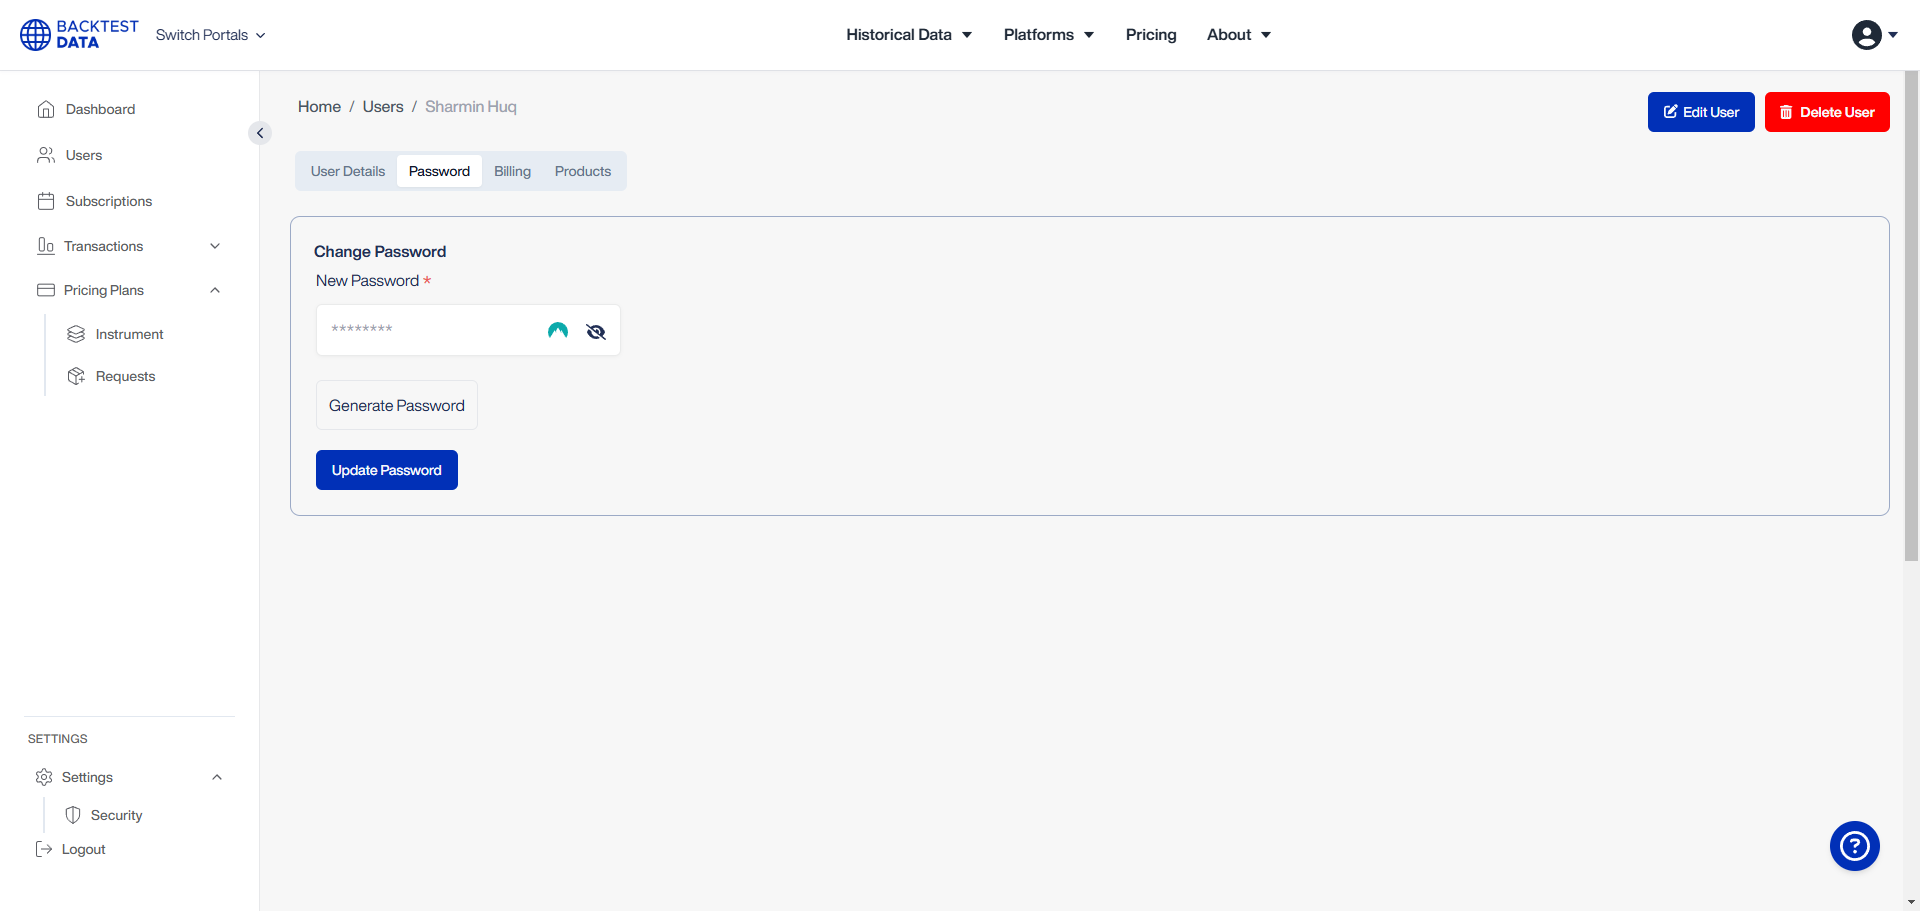 BACKTEST
DATA
Switch Portals
Historical Data
Platforms
Pricing
About
Dashboard
Users
Subscriptions
Transactions
Pricing Plans
Instrument
Requests
SETTINGS
Settings
Security
Logout
Home / Users / Sharmin Huq
Edit User
Delete User
User Details
Password
Billing
Products
Change Password
New Password *
********
Generate Password
Update Password
?